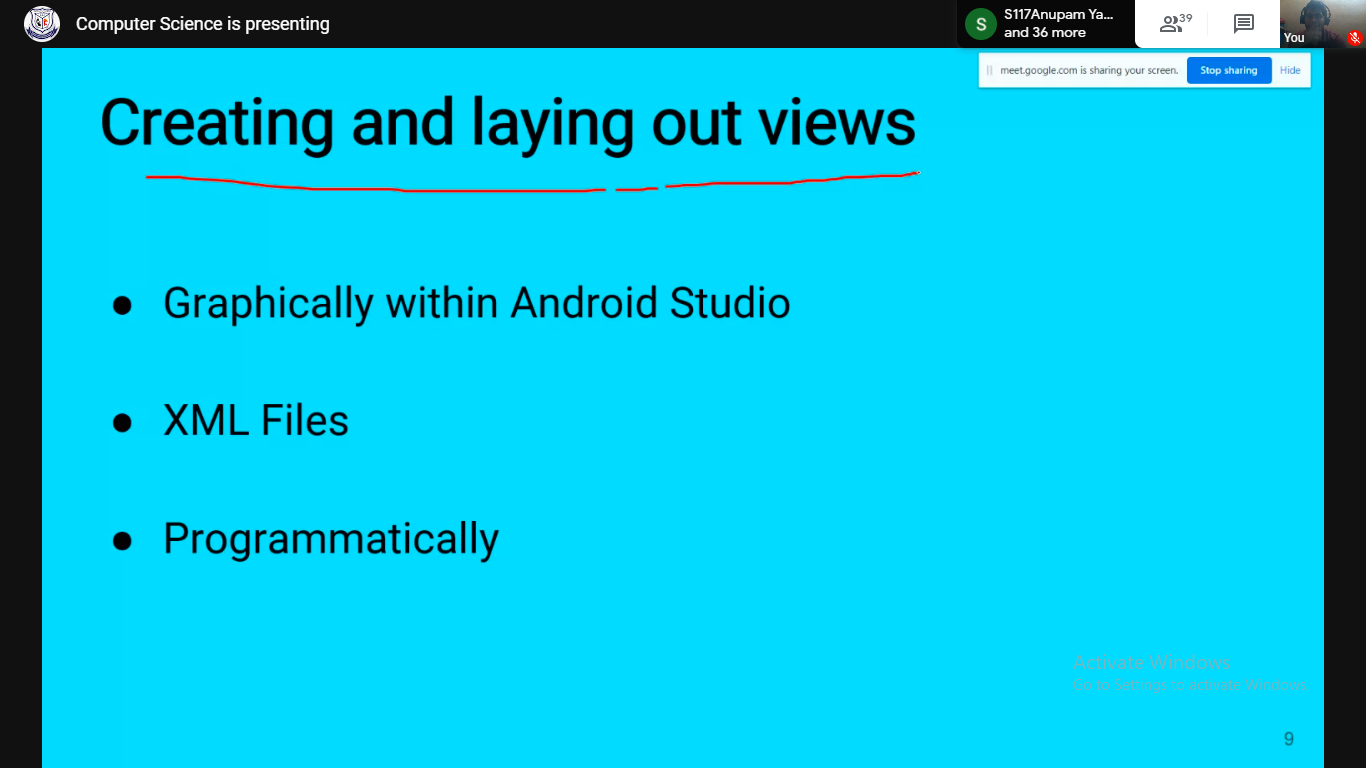 Computer Science is presenting
S
S117Anupam Ya...
and 36 more
39
You
meet.google.com is sharing your screen.
Stop sharing
Hide
Creating and laying out views
● Graphically within Android Studio
● XML Files
● Programmatically
Activate Windows
Go to Settings to activate Windows.
9